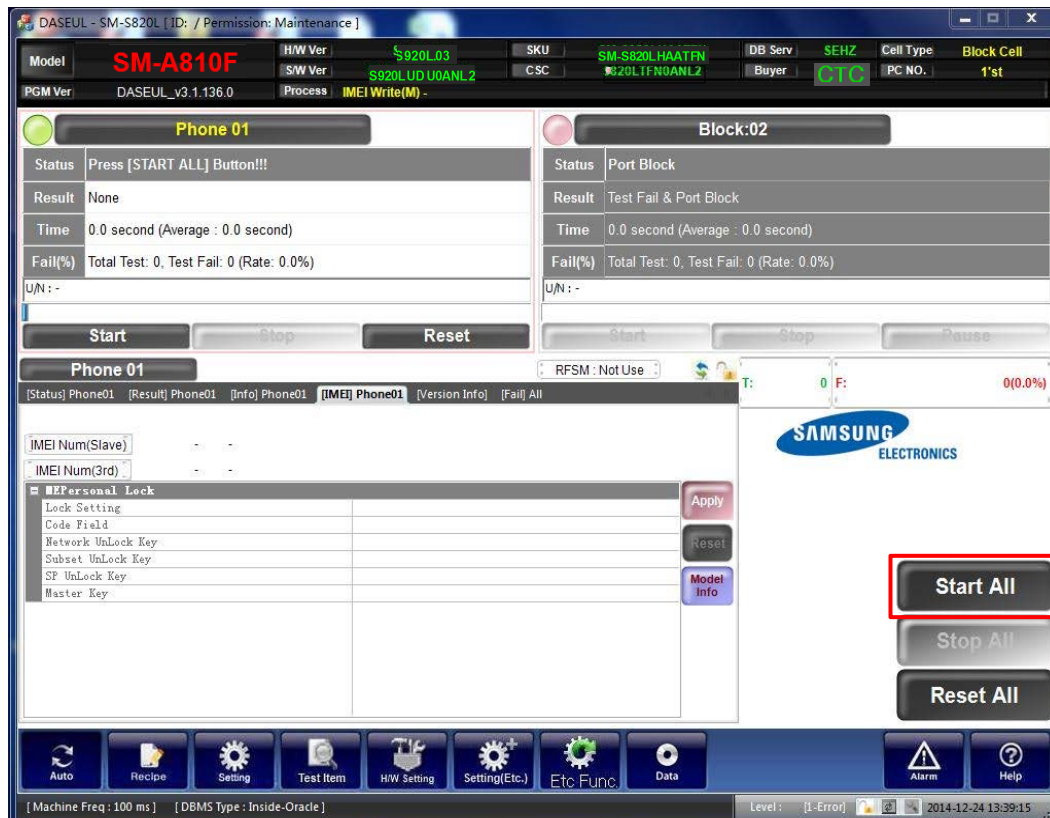 DASEUL - SM-S820L [ ID: / Permission: Maintenance ]
Model SM-A810F H/W Ver S920L.03 SKU SM-S820LHAATFN DB Serv SEHZ Cell Type Block Cell
S/W Ver S920LUD U0ANL2 CSC S820LTFN0ANL2 Buyer CTC PC NO. 1'st
PGM Ver DASEUL_v3.1.136.0 Process IMEI Write(M) -
Phone 01 Block:02
Status Press [START ALL] Button!!! Status Port Block
Result None Result Test Fail & Port Block
Time 0.0 second (Average : 0.0 second) Time 0.0 second (Average : 0.0 second)
Fail(%) Total Test: 0, Test Fail: 0 (Rate: 0.0%) Fail(%) Total Test: 0, Test Fail: 0 (Rate: 0.0%)
U/N : - U/N : -
Start Stop Reset Start Stop Pause
Phone 01 RFSM : Not Use T: 0 F: 0(0.0%)
[Status] Phone01 [Result] Phone01 [Info] Phone01 [IMEI] Phone01 [Version Info] [Fail] All
SAMSUNG
ELECTRONICS
IMEI Num(Slave) - -
IMEI Num(3rd) - -
MEPersonal Lock
Lock Setting
Code Field
Network UnLock Key
Subset UnLock Key
SP UnLock Key
Master Key
Apply
Reset
Model
Info
Start All
Stop All
Reset All
Auto Recipe Setting Test Item H/W Setting Setting(Etc.) Etc Func. Data Alarm Help
[ Machine Freq : 100 ms ] [ DBMS Type : Inside-Oracle ] Level : [1-Error] 2014-12-24 13:39:15